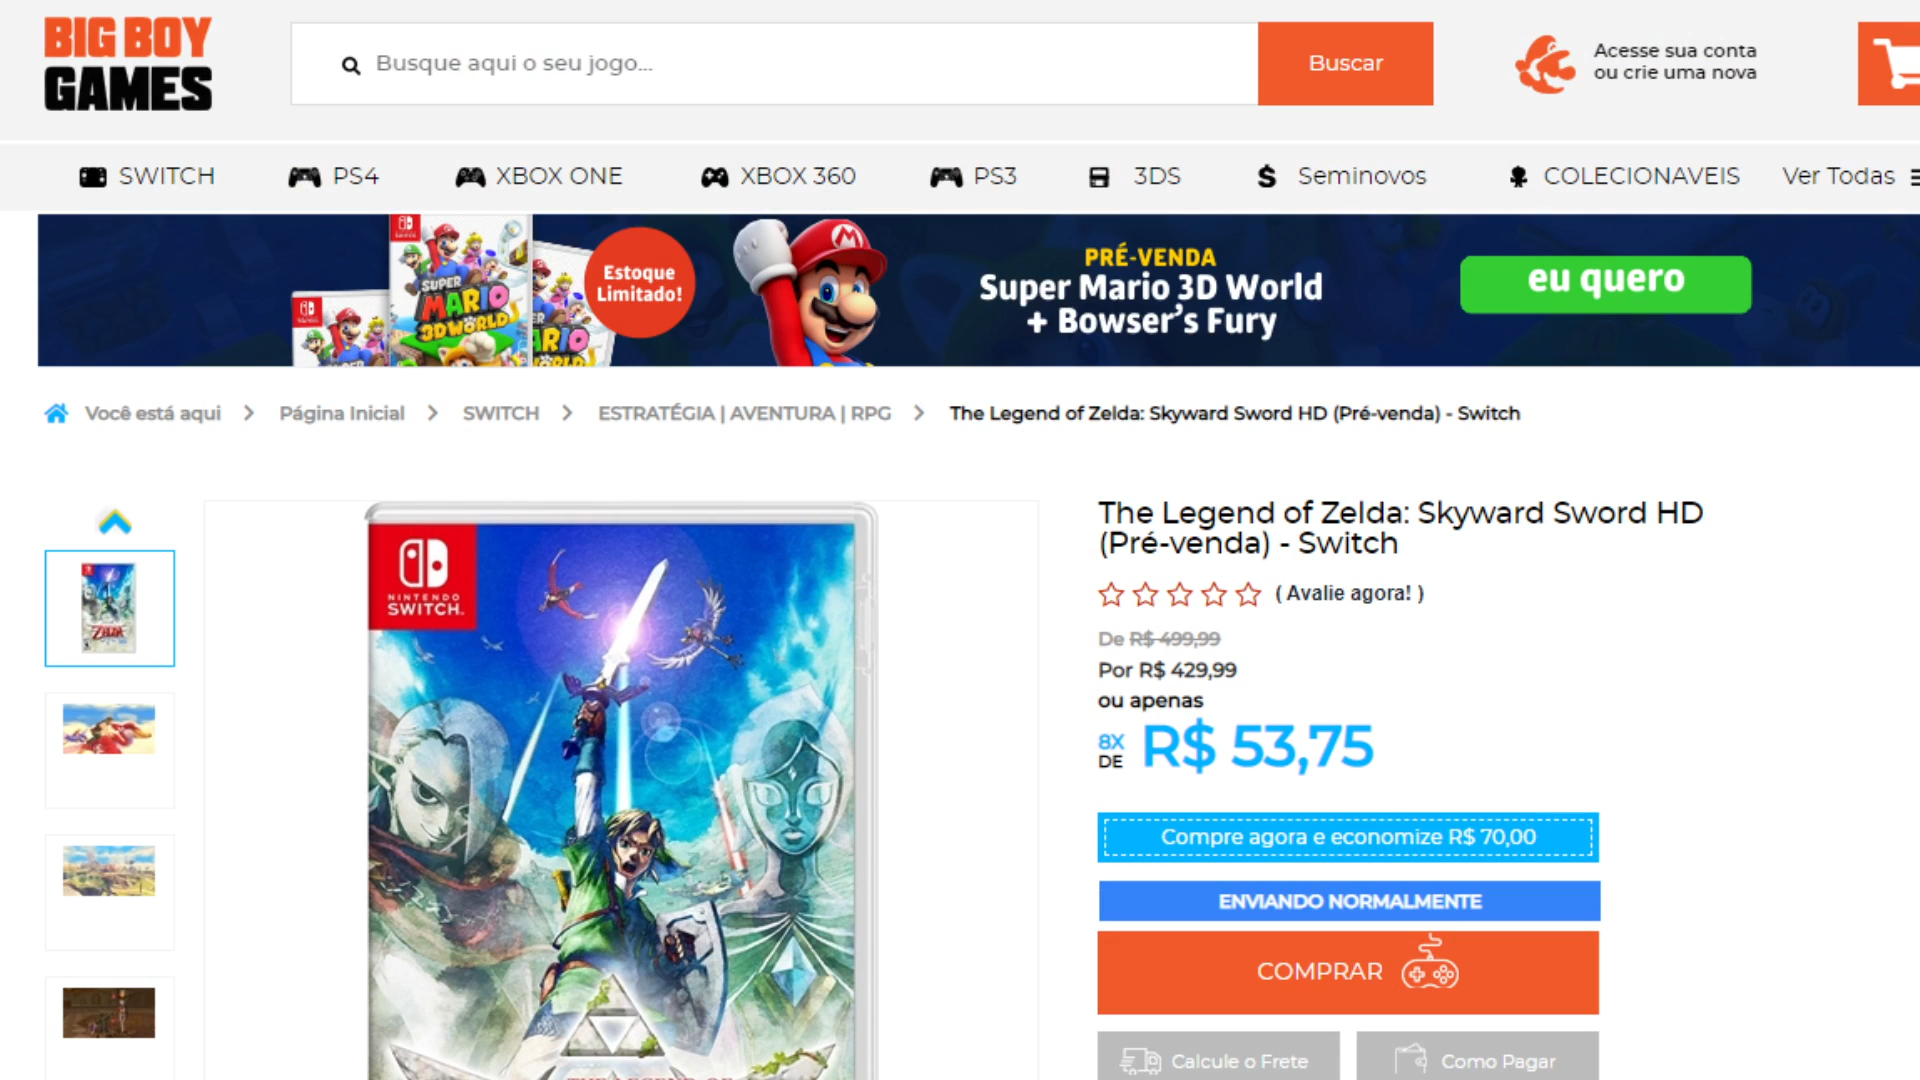 BIG BOY
GAMES
Busque aqui o seu jogo...
Buscar
Acesse sua conta
ou crie uma nova
SWITCH
PS4
XBOX ONE
XBOX 360
PS3
3DS
Seminovos
COLECIONAVEIS
Ver Todas
SUPER
MARIO
3D WORLD
Estoque
Limitado!
PRÉ-VENDA
Super Mario 3D World
+ Bowser's Fury
eu quero
Você está aqui
Página Inicial
SWITCH
ESTRATÉGIA | AVENTURA | RPG
The Legend of Zelda: Skyward Sword HD (Pré-venda) - Switch
NINTENDO
SWITCH.
ZELDA
The Legend of Zelda: Skyward Sword HD
(Pré-venda) - Switch
( Avalie agora! )
De R$ 499,99
Por R$ 429,99
ou apenas
8X
DE
R$ 53,75
Compre agora e economize R$ 70,00
ENVIANDO NORMALMENTE
COMPRAR
Calcule o Frete
Como Pagar